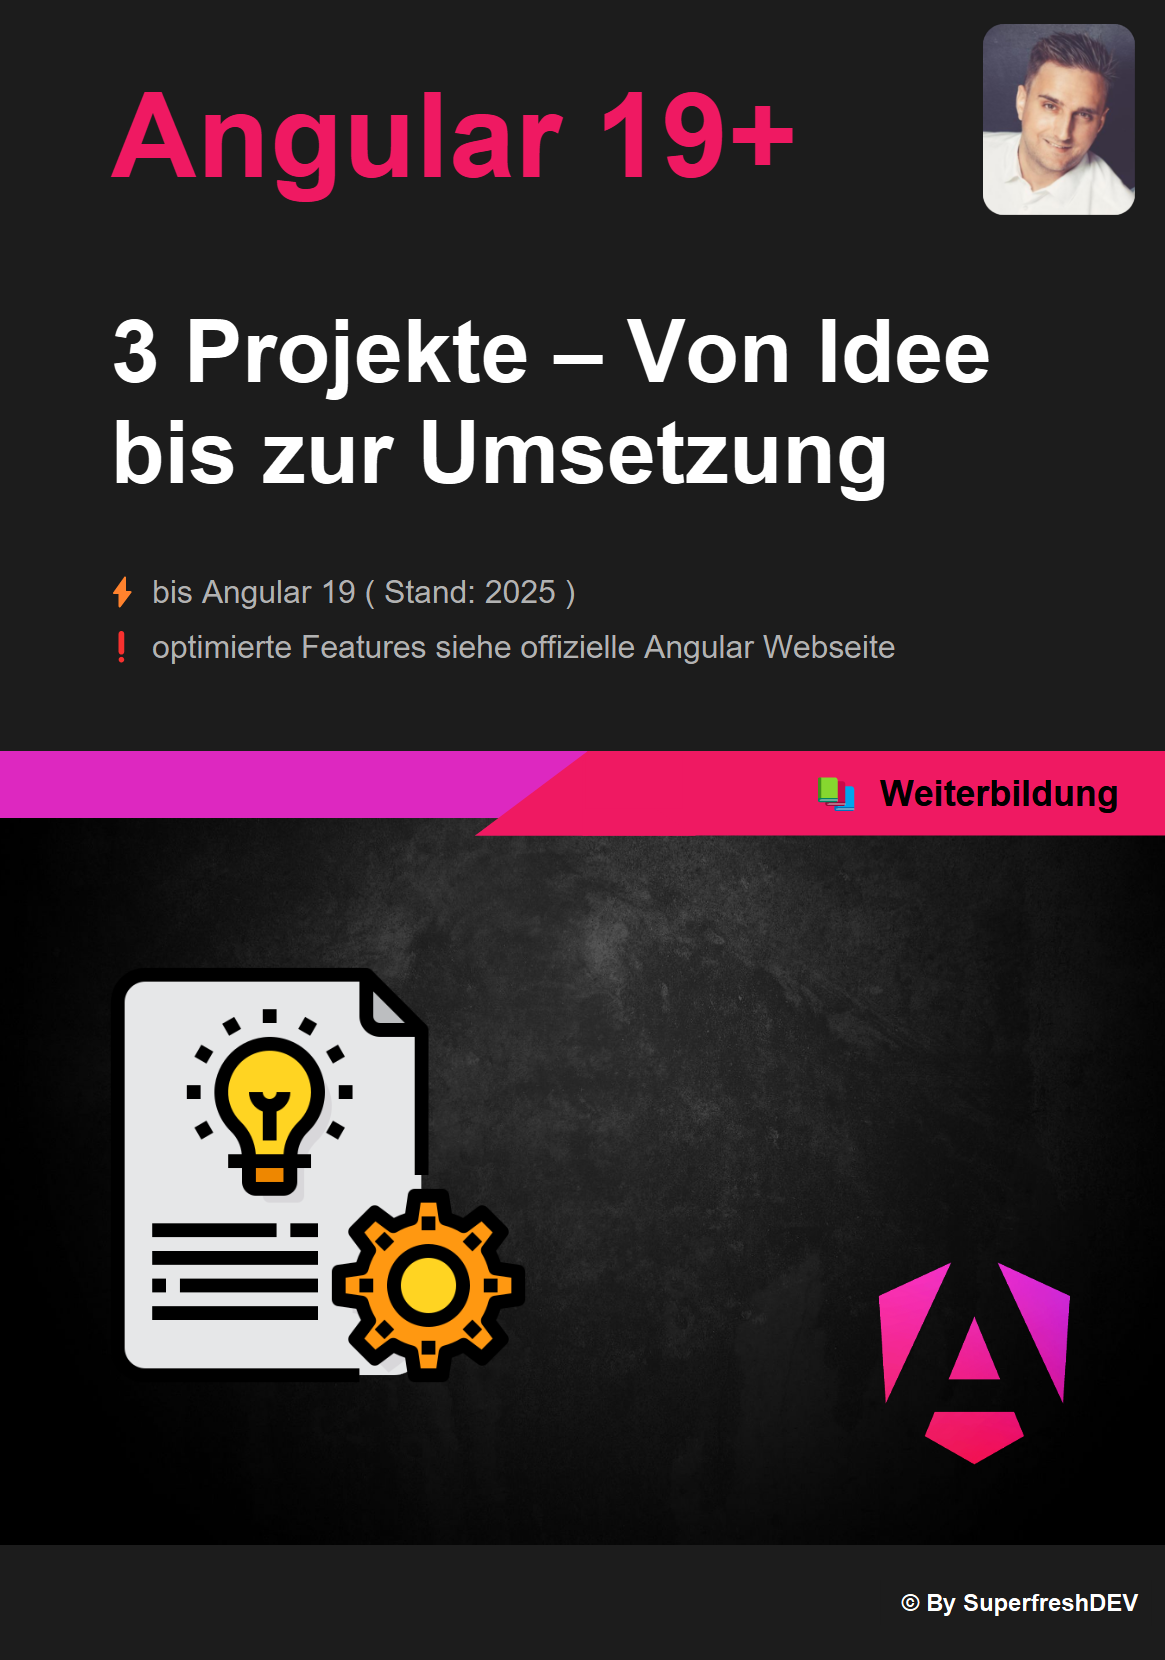 Angular 19+
3 Projekte – Von Idee
bis zur Umsetzung
bis Angular 19 ( Stand: 2025 )
optimierte Features siehe offizielle Angular Webseite
Weiterbildung
© By SuperfreshDEV